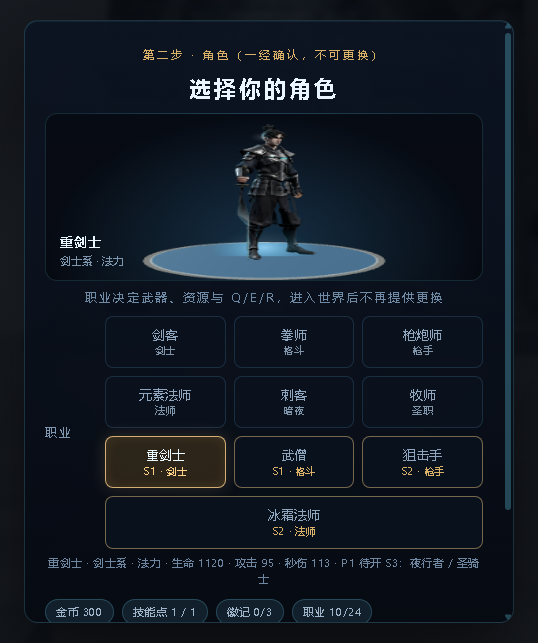 第二步 · 角色 (一经确认, 不可更换)
选择你的角色
重剑士
剑士系 · 法力
职业决定武器、资源与 Q/E/R, 进入世界后不再提供更换
剑客 拳师 枪炮师
剑士 格斗 枪手
元素法师 刺客 牧师
法师 暗夜 圣职
职业
重剑士 武僧 狙击手
S1 · 剑士 S1 · 格斗 S2 · 枪手
冰霜法师
S2 · 法师
重剑士 · 剑士系 · 法力 · 生命 1120 · 攻击 95 · 秒伤 113 · P1 待开 S3: 夜行者 / 圣骑
士
金币 300 技能点 1 / 1 徽记 0/3 职业 10/24